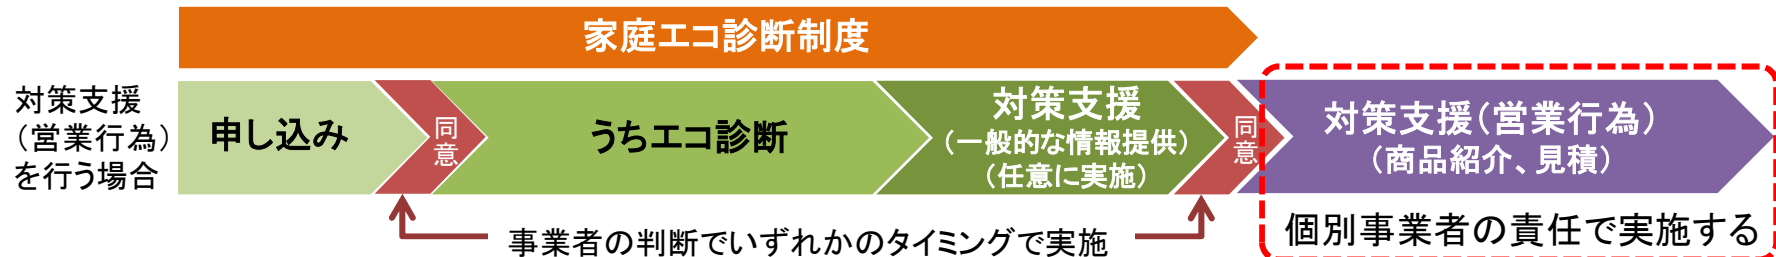 家庭エコ診断制度
対策支援
（営業行為）
を行う場合
申し込み
同意
うちエコ診断
対策支援
（一般的な情報提供）
（任意に実施）
同意
対策支援（営業行為）
（商品紹介、見積）
事業者の判断でいずれかのタイミングで実施
個別事業者の責任で実施する